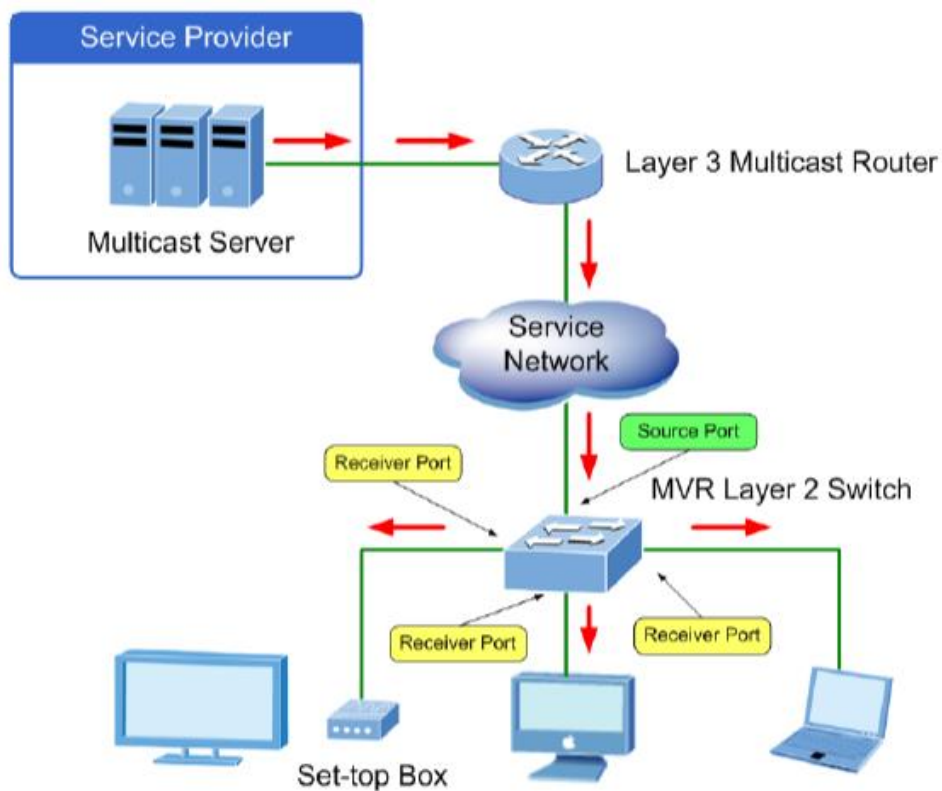 Service Provider
Multicast Server
Layer 3 Multicast Router
Service
Network
Source Port
Receiver Port
MVR Layer 2 Switch
Receiver Port
Receiver Port
Set-top Box